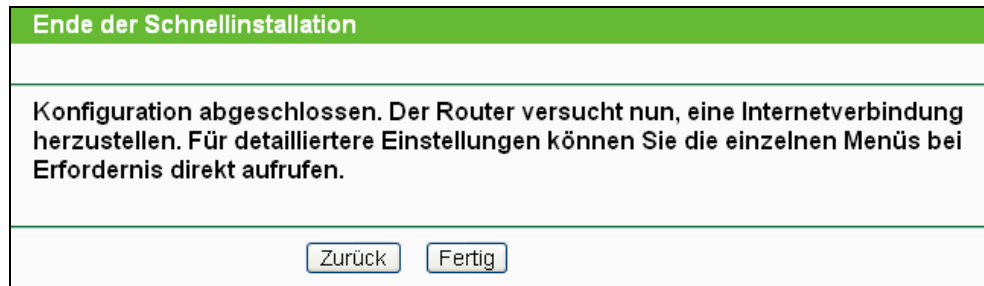 Ende der Schnellinstallation
Konfiguration abgeschlossen. Der Router versucht nun, eine Internetverbindung
herzustellen. Für detailliertere Einstellungen können Sie die einzelnen Menüs bei
Erfordernis direkt aufrufen.
Zurück Fertig